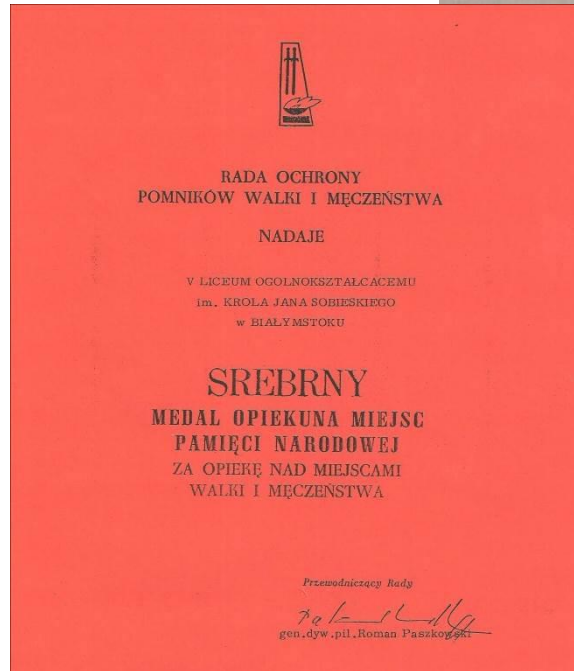 RADA OCHRONY
POMNIKÓW WALKI I MĘCZEŃSTWA
NADAJE
V LICEUM OGOLNOKSZTAŁCĄCEMU
im. KROLA JANA SOBIESKIEGO
w BIAŁYMSTOKU
SREBRNY
MEDAL OPIEKUNA MIEJSC
PAMIĘCI NARODOWEJ
ZA OPIEKĘ NAD MIEJSCAMI
WALKI I MĘCZEŃSTWA
Przewodniczący Rady
gen.dyw.pil.Roman Paszkowski